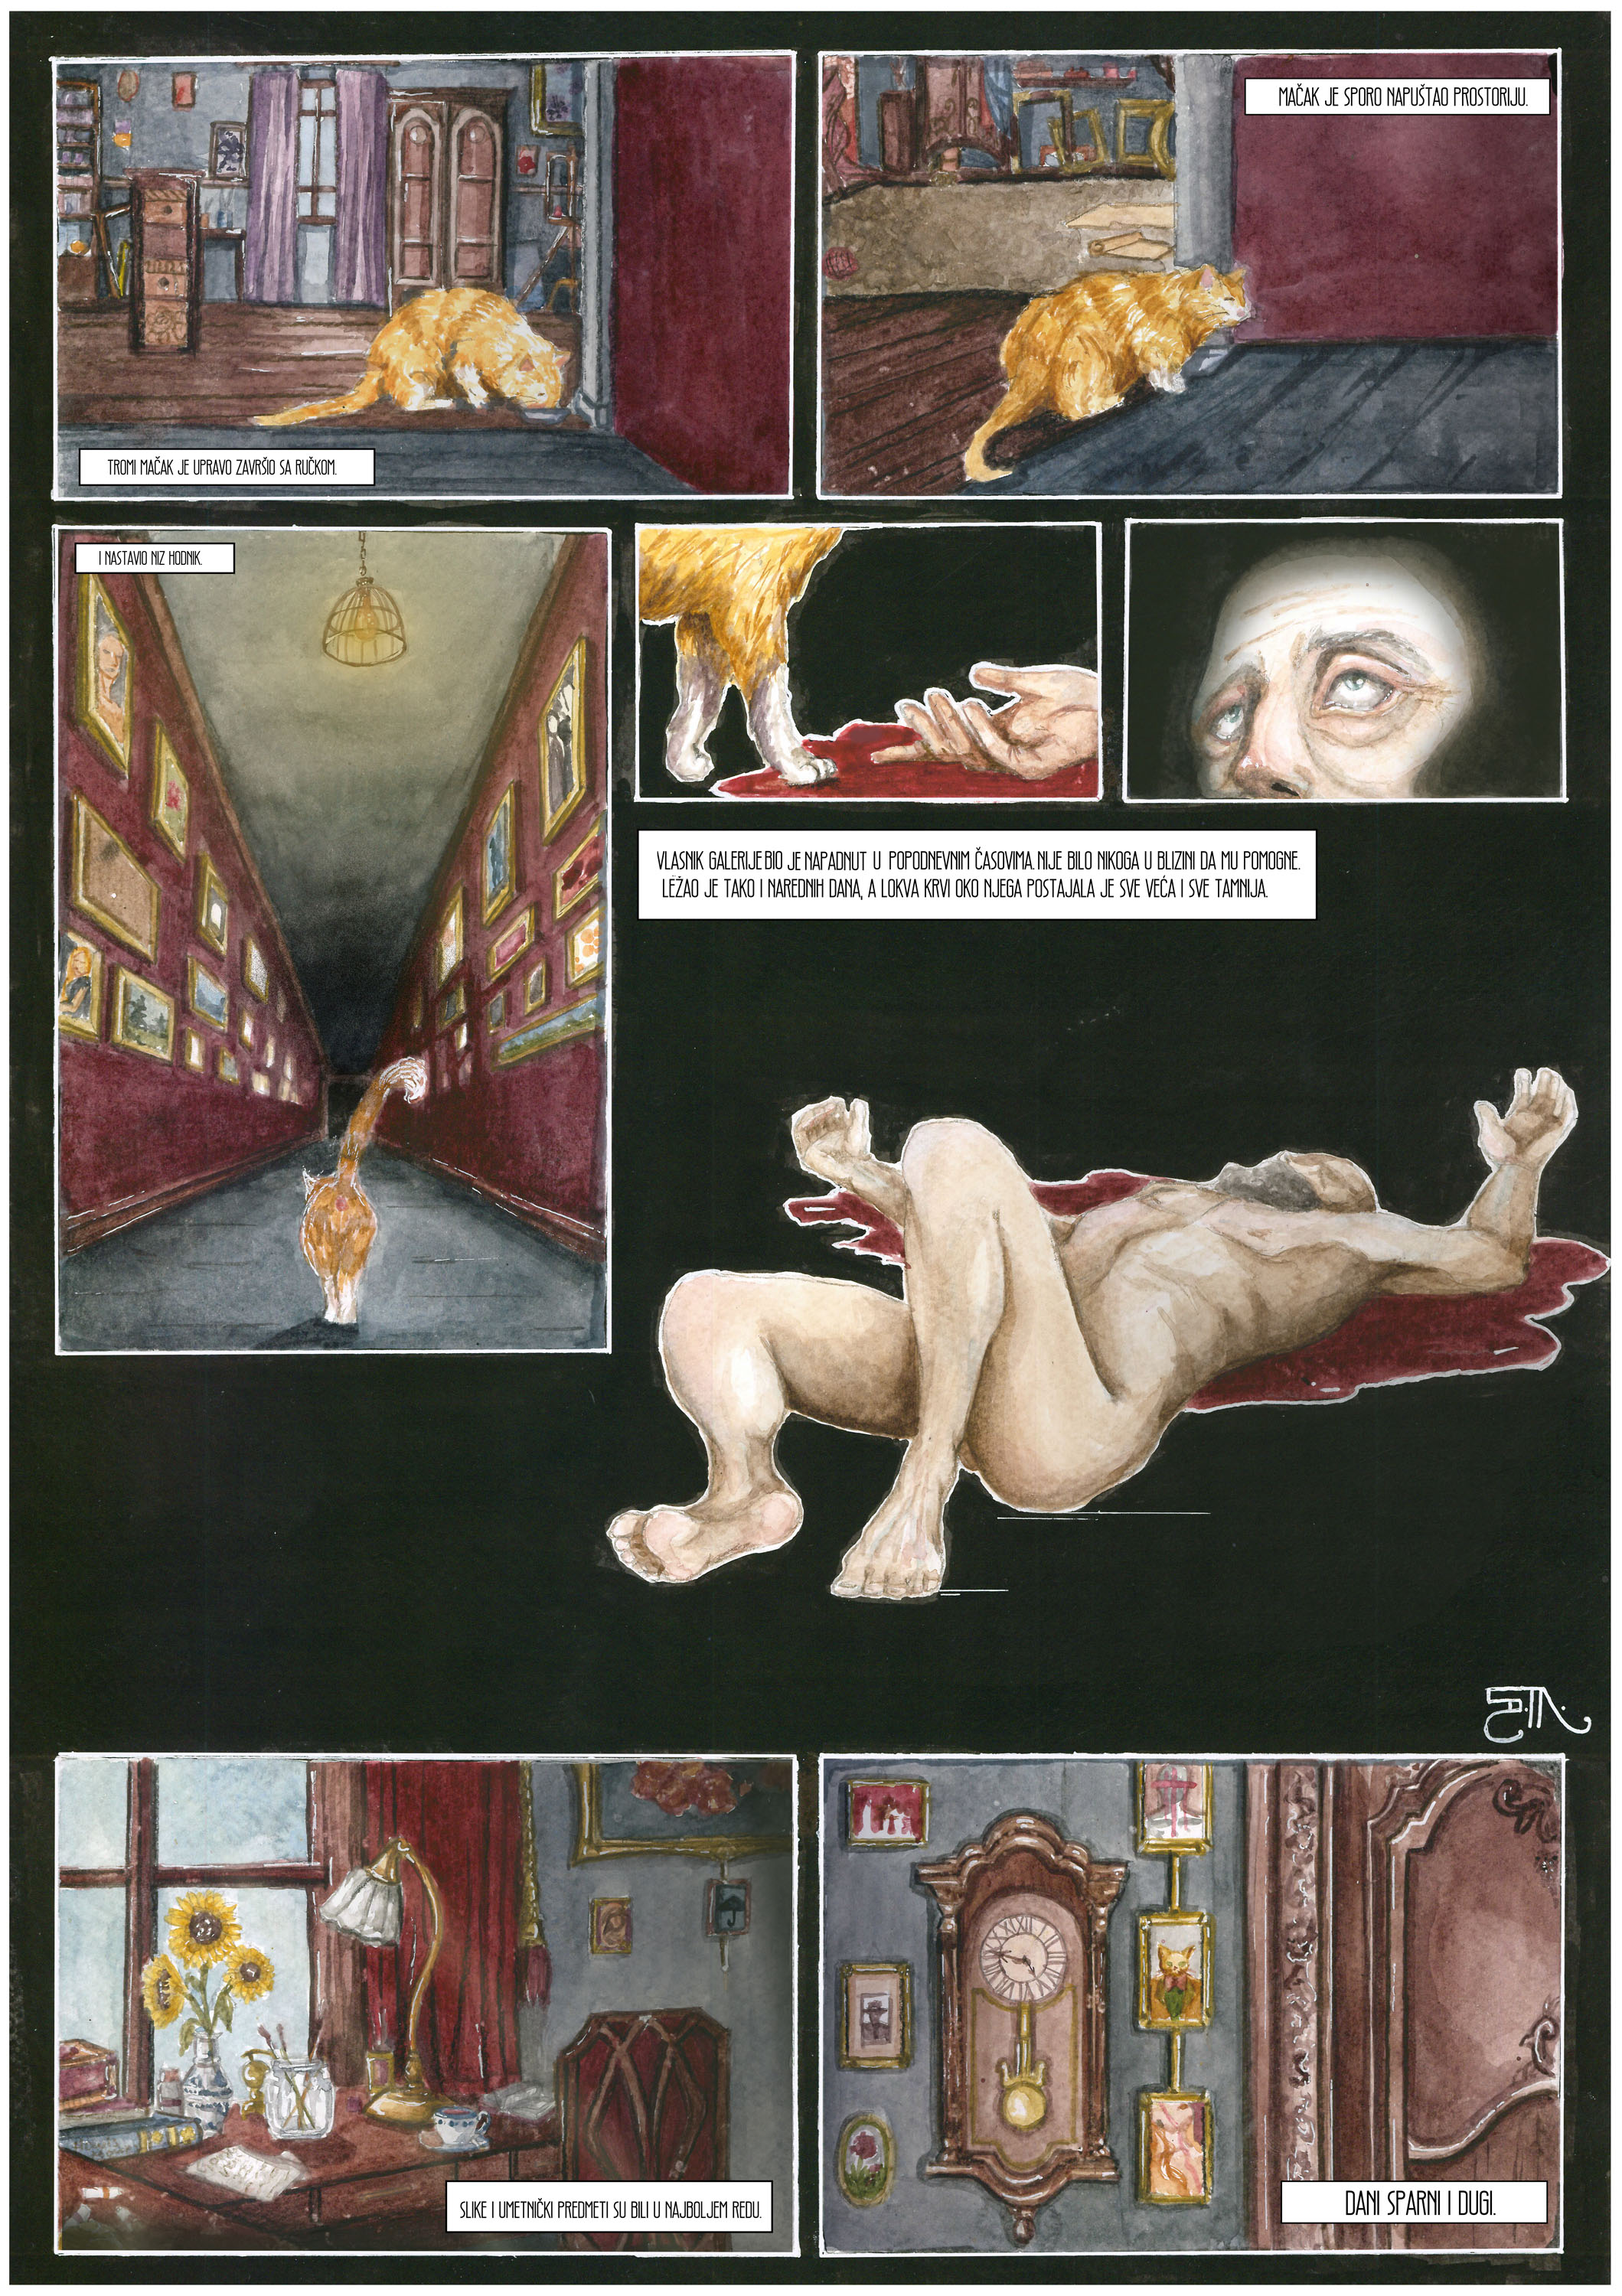 TROMI MAČAK JE UPRAVO ZAVRŠIO SA RUČKOM.
MAČAK JE SPORO NAPUŠTAO PROSTORIJU.
I NASTAVIO NIZ HODNIK.
VLASNIK GALERIJE BIO JE NAPADNUT U POPODNEVNIM ČASOVIMA. NIJE BILO NIKOGA U BLIZINI DA MU POMOGNE.
LEŽAO JE TAKO I NAREDNIH DANA, A LOKVA KRVI OKO NJEGA POSTAJALA JE SVE VEĆA I SVE TAMNIJA.
SLIKE I UMETNIČKI PREDMETI SU BILI U NAJBOLJEM REDU.
DANI SPARNI I DUGI.